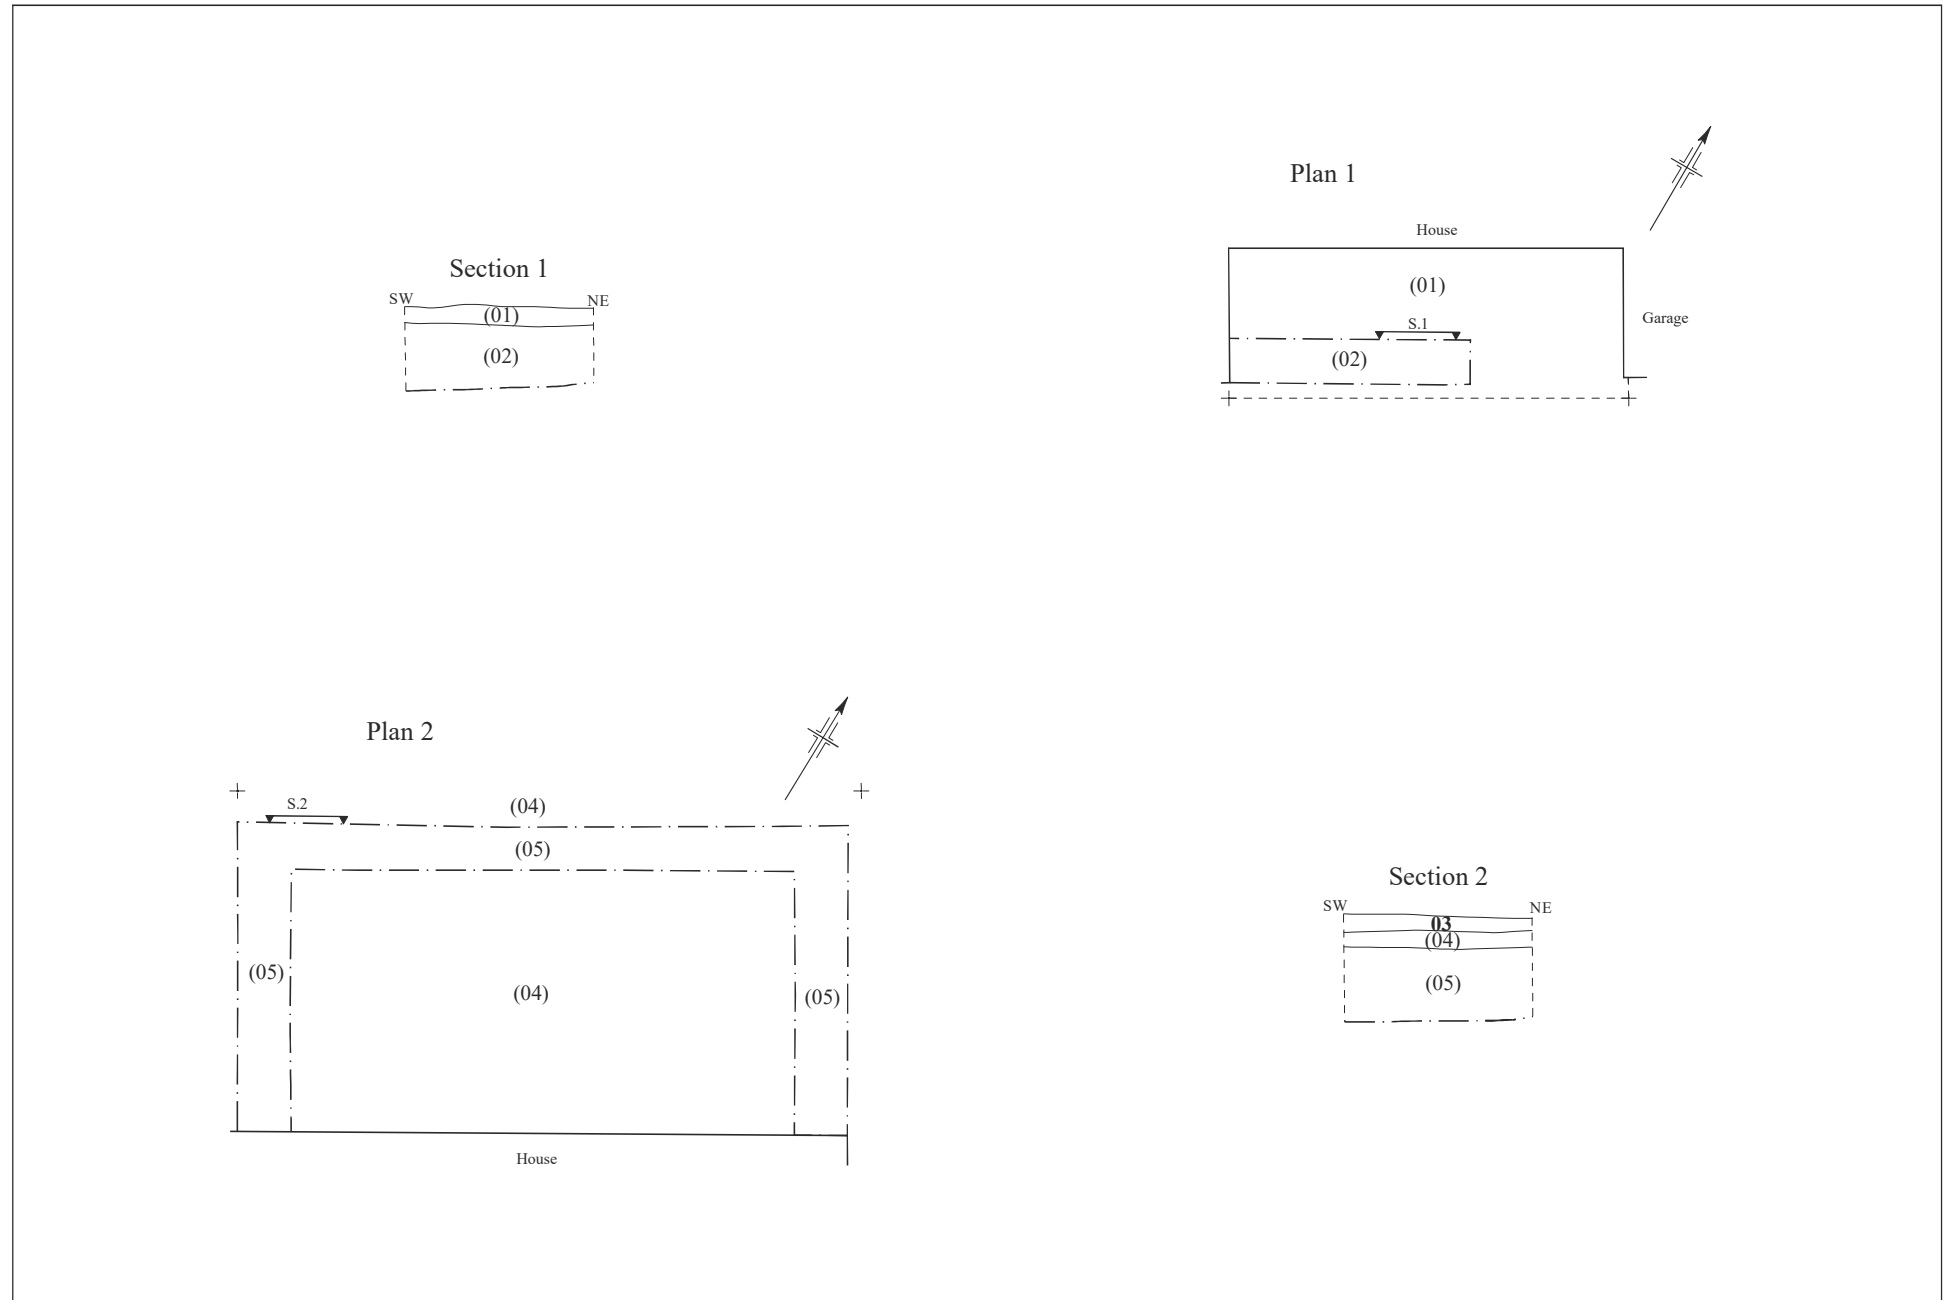 Plan 1
House
Section 1
(01)
SW
NE
(01)
Garage
S.1
(02)
(02)
Plan 2
S.2
(04)
(05)
Section 2
SW
NE
03
(04)
(05)
(05)
(04)
(05)
House